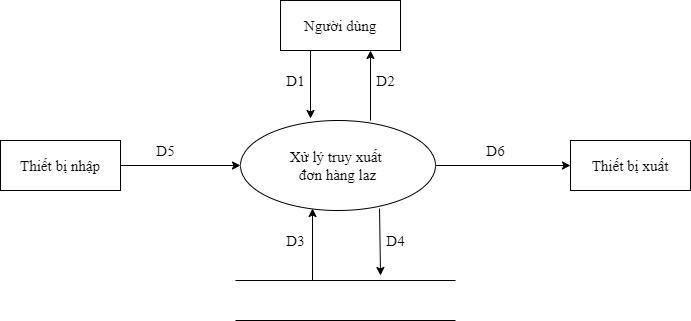 Người dùng
D1
D2
Thiết bị nhập
D5
Xử lý truy xuất
đơn hàng laz
D6
Thiết bị xuất
D3
D4